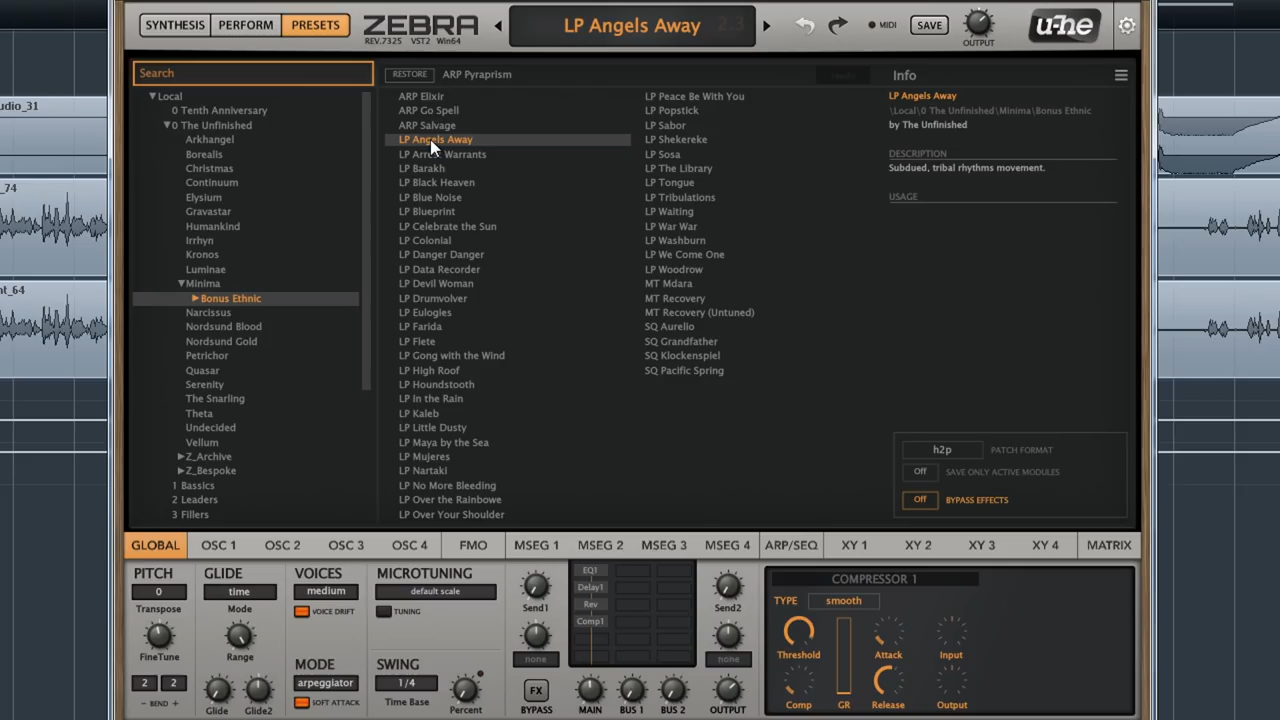 SYNTHESIS PERFORM PRESETS ZEBRA LP Angels Away 2.3 MIDI SAVE OUTPUT u-he
REV.7325 VST2 Win64
Search RESTORE ARP Pyraprism Info
Local ARP Elixir LP Peace Be With You LP Angels Away
0 Tenth Anniversary ARP Go Spell LP Popstick \Local\0 The Unfinished\Minima\Bonus Ethnic
0 The Unfinished ARP Salvage LP Sabor by The Unfinished
Arkhangel LP Angels Away LP Shekereke
Borealis LP Arrest Warrants LP Sosa DESCRIPTION
Christmas LP Barakh LP The Library Subdued, tribal rhythms movement.
Continuum LP Black Heaven LP Tongue
Elysium LP Blue Noise LP Tribulations USAGE
Gravastar LP Blueprint LP Waiting
Humankind LP Celebrate the Sun LP War War
Irrhyn LP Colonial LP Washburn
Kronos LP Danger Danger LP We Come One
Luminae LP Data Recorder LP Woodrow
Minima LP Devil Woman MT Mdara
Bonus Ethnic LP Drumvolver MT Recovery
Narcissus LP Eulogies MT Recovery (Untuned)
Nordsund Blood LP Farida SQ Aurelio
Nordsund Gold LP Flete SQ Grandfather
Petrichor LP Gong with the Wind SQ Klockenspiel
Quasar LP High Roof SQ Pacific Spring
Serenity LP Houndstooth
The Snarling LP In the Rain
Theta LP Kaleb
Undecided LP Little Dusty
Vellum LP Maya by the Sea
Z_Archive LP Mujeres h2p PATCH FORMAT
Z_Bespoke LP Nartaki Off SAVE ONLY ACTIVE MODULES
1 Bassics LP No More Bleeding
2 Leaders LP Over the Rainbowe Off BYPASS EFFECTS
3 Fillers LP Over Your Shoulder
GLOBAL OSC 1 OSC 2 OSC 3 OSC 4 FMO MSEG 1 MSEG 2 MSEG 3 MSEG 4 ARP/SEQ XY 1 XY 2 XY 3 XY 4 MATRIX
PITCH GLIDE VOICES MICROTUNING EQ1 COMPRESSOR 1
0 time medium default scale Delay1 TYPE smooth
Transpose Mode VOICE DRIFT TUNING Send1 Rev Send2
Comp1
FineTune Range none none Threshold Attack Input
MODE SWING
2 2 arpeggiator 1/4 FX
- BEND + Glide Glide2 SOFT ATTACK Time Base Percent BYPASS MAIN BUS 1 BUS 2 OUTPUT Comp GR Release Output
udio_31
_74
nt_64